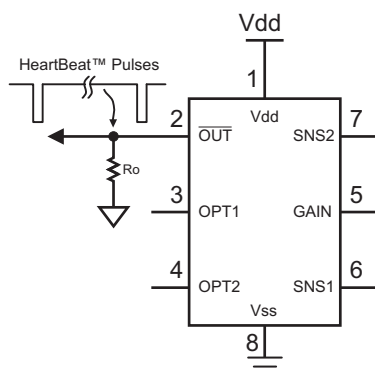 Vdd
HeartBeat™ Pulses
1
Vdd
2
OUT
SNS2
7
Ro
3
OPT1
GAIN
5
4
OPT2
SNS1
6
Vss
8